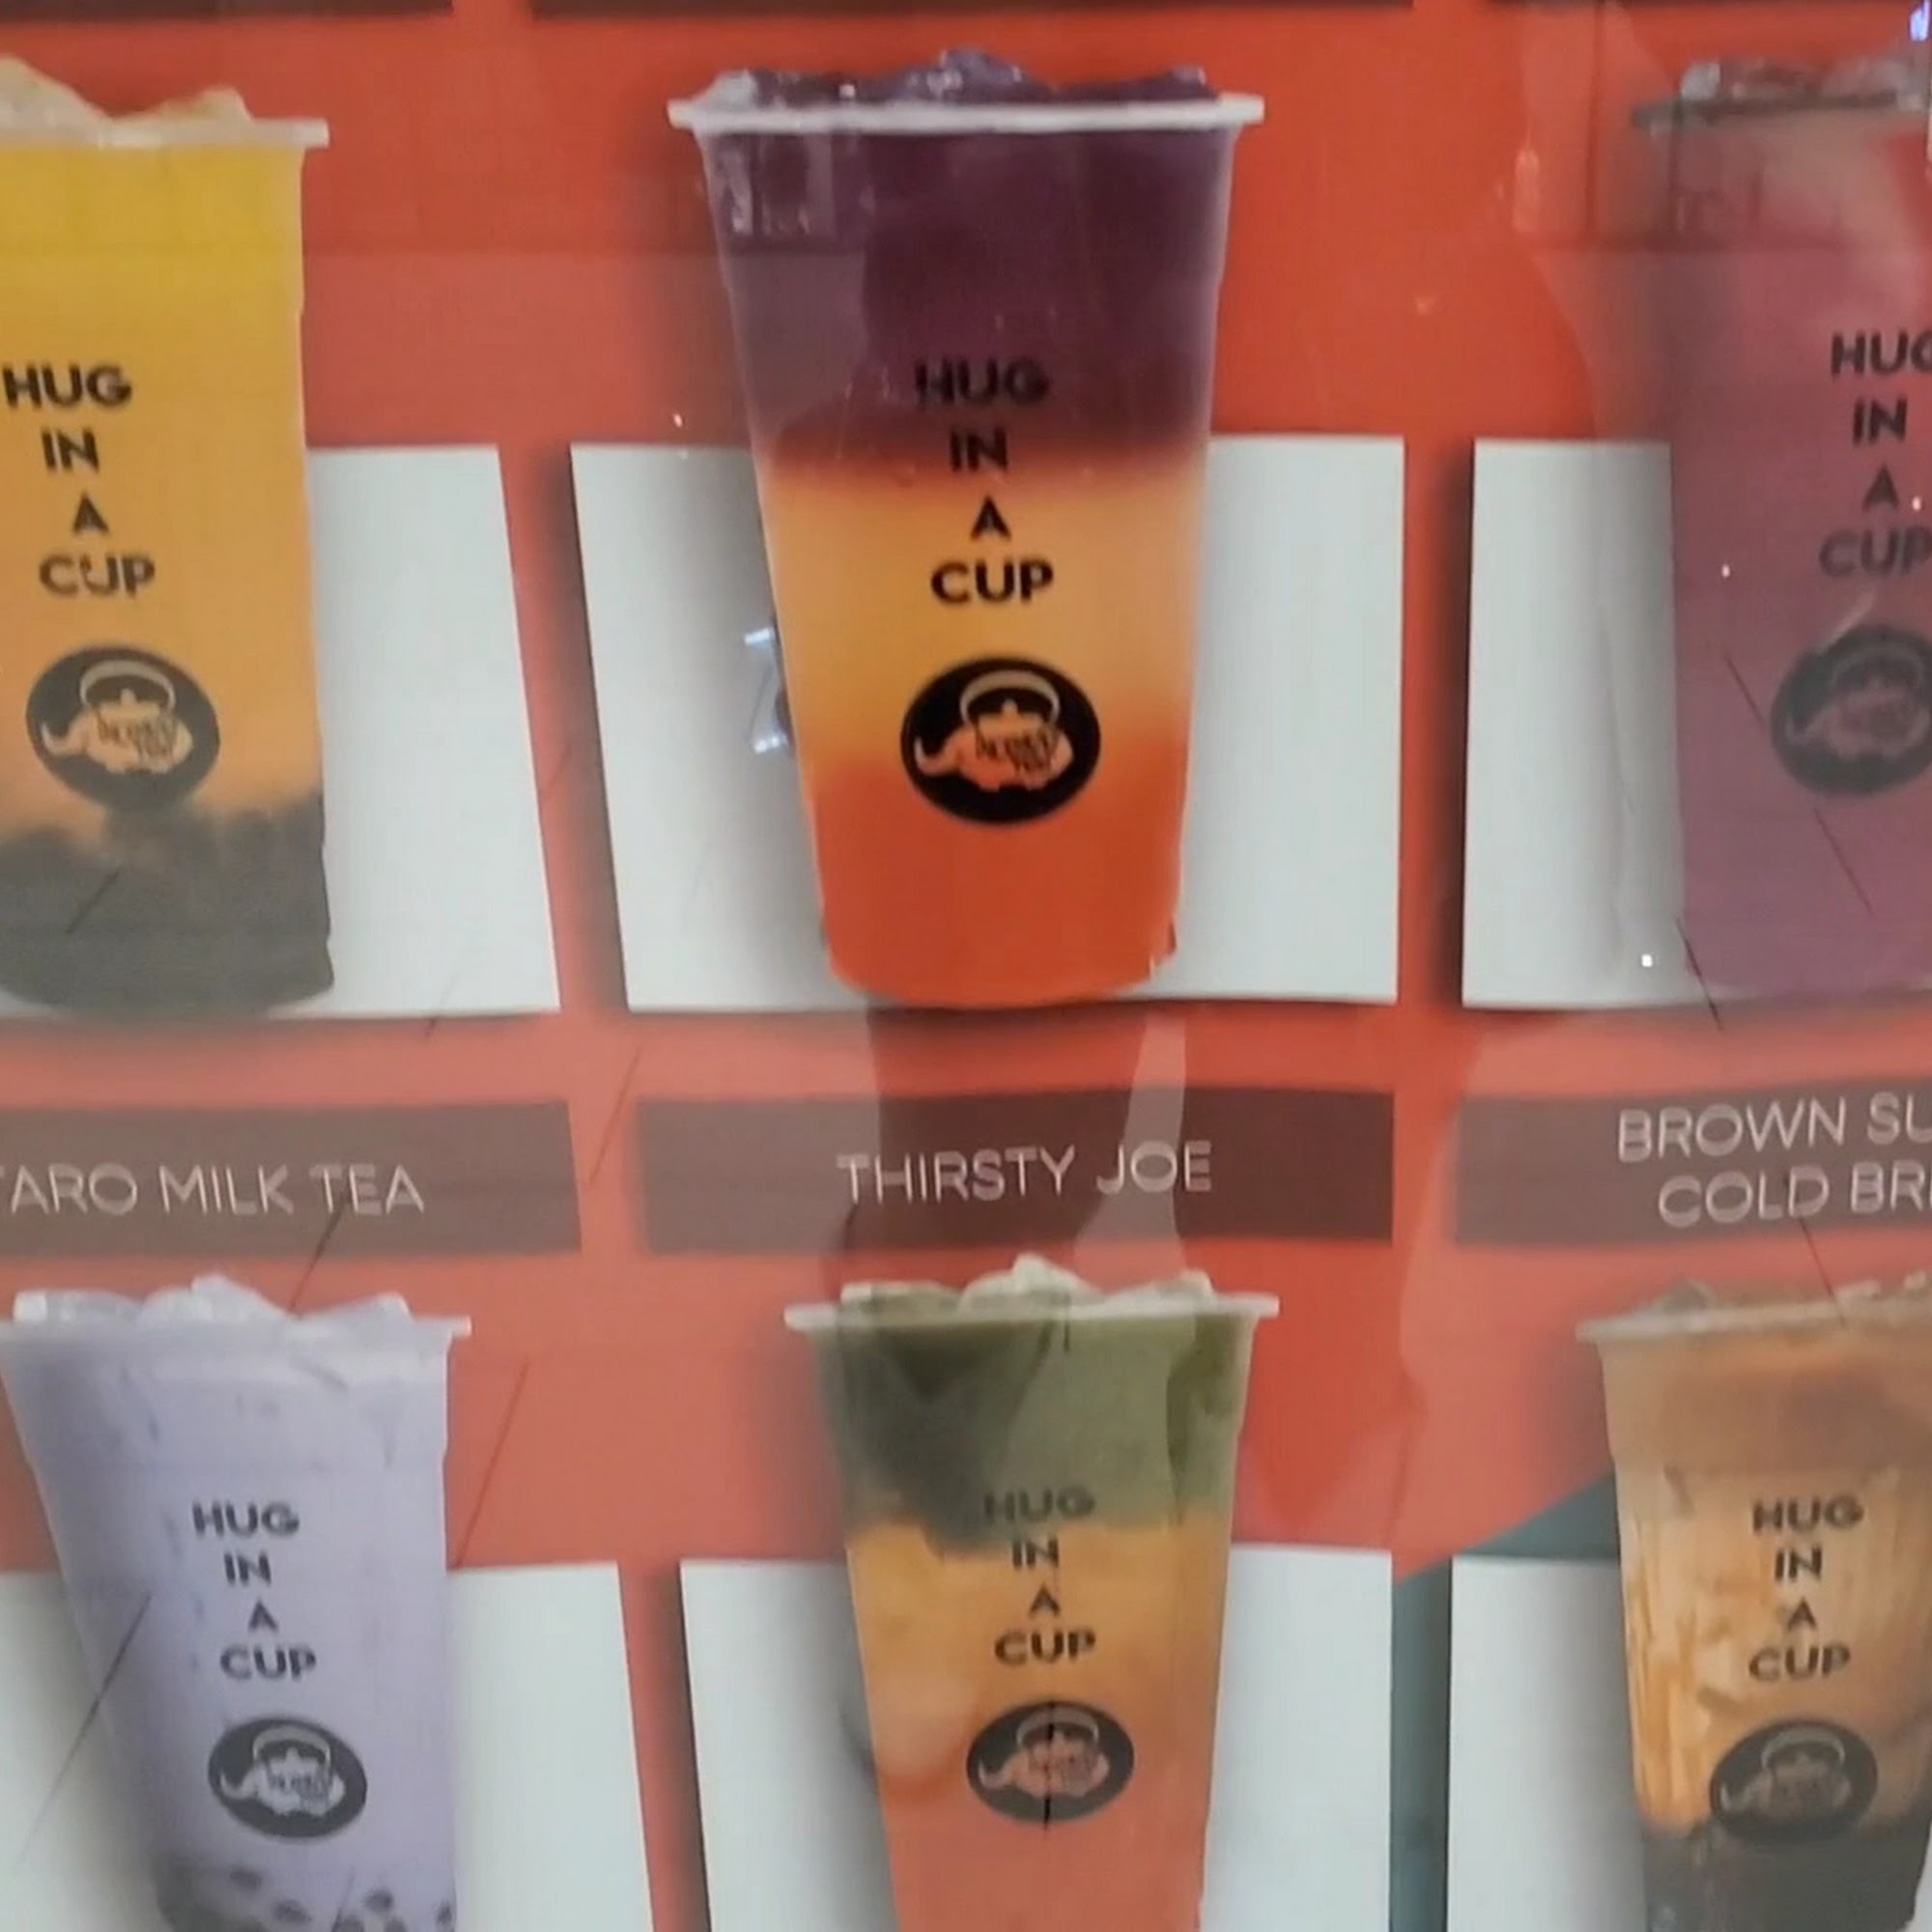 HUG
IN
A
CUP
HUG
IN
A
CUP
HUG
IN
A
CUP
TARO MILK TEA
THIRSTY JOE
BROWN SU
COLD BR
HUG
IN
A
CUP
HUG
IN
A
CUP
HUG
IN
A
CUP